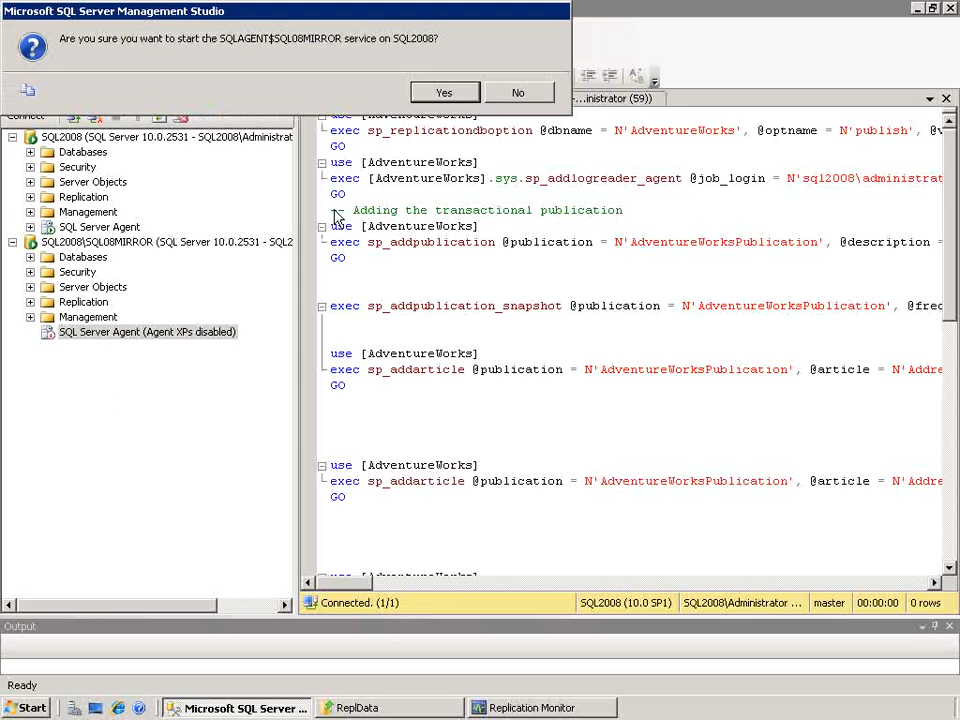 Microsoft SQL Server Management Studio
Are you sure you want to start the SQLAGENT$SQL08MIRROR service on SQL2008?
Yes
No
...inistrator (59))
SQL2008 (SQL Server 10.0.2531 - SQL2008\Administrat
Databases
Security
Server Objects
Replication
Management
SQL Server Agent
SQL2008\SQL08MIRROR (SQL Server 10.0.2531 - SQL2
Databases
Security
Server Objects
Replication
Management
SQL Server Agent (Agent XPs disabled)
exec sp_replicationdboption @dbname = N'AdventureWorks', @optname = N'publish', @v
GO
use [AdventureWorks]
exec [AdventureWorks].sys.sp_addlogreader_agent @job_login = N'sql2008\administrat
GO
-- Adding the transactional publication
use [AdventureWorks]
exec sp_addpublication @publication = N'AdventureWorksPublication', @description =
GO
exec sp_addpublication_snapshot @publication = N'AdventureWorksPublication', @frec
use [AdventureWorks]
exec sp_addarticle @publication = N'AdventureWorksPublication', @article = N'Addre
GO
use [AdventureWorks]
exec sp_addarticle @publication = N'AdventureWorksPublication', @article = N'Addre
GO
Connected. (1/1)
SQL2008 (10.0 SP1)
SQL2008\Administrator ...
master
00:00:00
0 rows
Output
Ready
Start
Microsoft SQL Server ...
ReplData
Replication Monitor